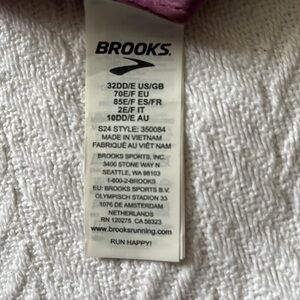 BROOKS
32DD/E US/GB
70E/F EU
85E/F ES/FR
2E/F IT
10DD/E AU
S24 STYLE: 350084
MADE IN VIETNAM
FABRIQUÉ AU VIÊT NAM
BROOKS SPORTS, INC.
3400 STONE WAY N
SEATTLE, WA 98103
1-800-2-BROOKS
EU: BROOKS SPORTS B.V.
OLYMPISCH STADION 33
1076 DE AMSTERDAM
NETHERLANDS
RN 120275 CA 58323
www.brooksrunning.com
RUN HAPPY!